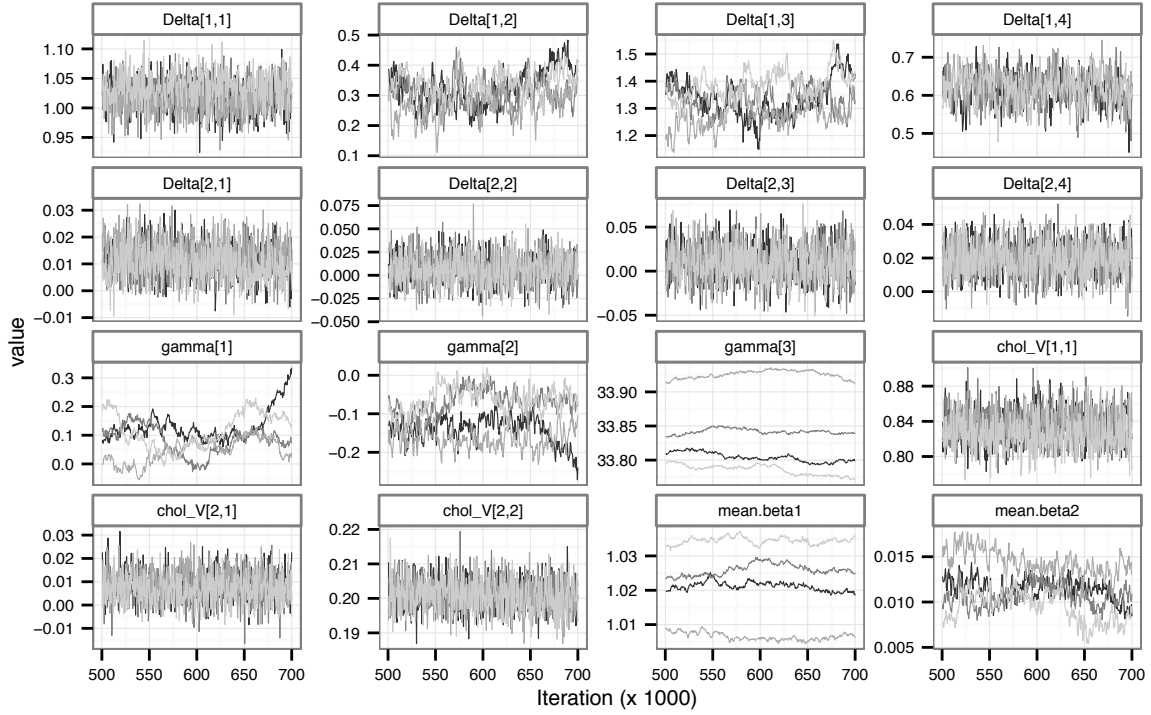 Delta[1,1] Delta[1,2] Delta[1,3] Delta[1,4]
1.10 1.05 1.00 0.95
0.5 0.4 0.3 0.2 0.1
1.5 1.4 1.3 1.2
0.7 0.6 0.5
Delta[2,1] Delta[2,2] Delta[2,3] Delta[2,4]
0.03 0.02 0.01 0.00 −0.01
0.075 0.050 0.025 0.000 −0.025 −0.050
0.05 0.00 −0.05
0.04 0.02 0.00
value
gamma[1] gamma[2] gamma[3] chol_V[1,1]
0.3 0.2 0.1 0.0
0.0 −0.1 −0.2
33.90 33.85 33.80
0.88 0.84 0.80
chol_V[2,1] chol_V[2,2] mean.beta1 mean.beta2
0.03 0.02 0.01 0.00 −0.01
0.22 0.21 0.20 0.19
1.03 1.02 1.01
0.015 0.010 0.005
500 550 600 650 700 500 550 600 650 700 500 550 600 650 700 500 550 600 650 700
Iteration (x 1000)